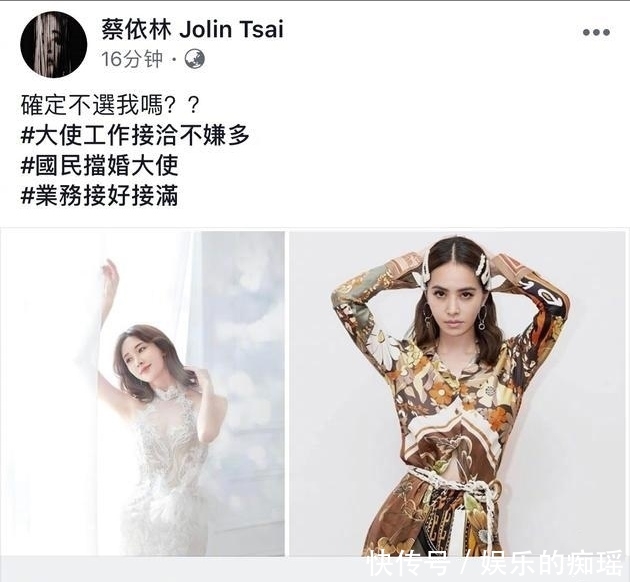 蔡依林 Jolin Tsai
16分钟 ·
確定不選我嗎？？
#大使工作接洽不嫌多
#國民擋婚大使
#業務接好接滿
快传号 / 娱乐的痴瑶